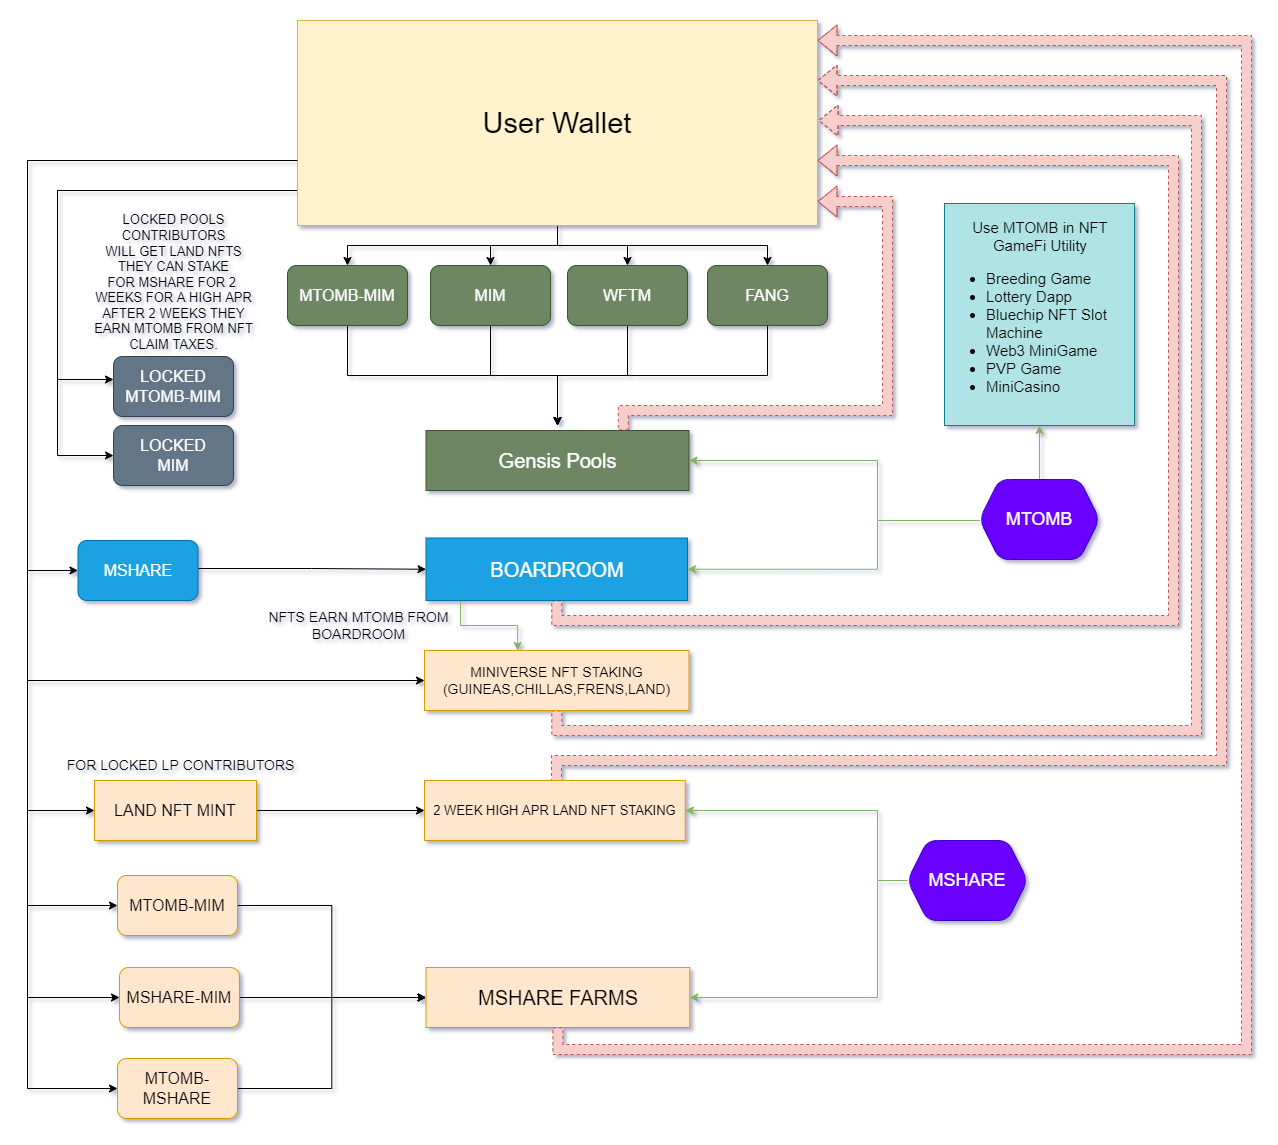 User Wallet
LOCKED POOLS
CONTRIBUTORS
WILL GET LAND NFTS
THEY CAN STAKE
FOR MSHARE FOR 2
WEEKS FOR A HIGH APR
AFTER 2 WEEKS THEY
EARN MTOMB FROM NFT
CLAIM TAXES.
MTOMB-MIM
MIM
WFTM
FANG
Use MTOMB in NFT
GameFi Utility
• Breeding Game
• Lottery Dapp
• Bluechip NFT Slot
Machine
• Web3 MiniGame
• PVP Game
• MiniCasino
LOCKED
MTOMB-MIM
LOCKED
MIM
Gensis Pools
MTOMB
MSHARE
BOARDROOM
NFTS EARN MTOMB FROM
BOARDROOM
MINIVERSE NFT STAKING
(GUINEAS,CHILLAS,FRENS,LAND)
FOR LOCKED LP CONTRIBUTORS
LAND NFT MINT
2 WEEK HIGH APR LAND NFT STAKING
MSHARE
MTOMB-MIM
MSHARE-MIM
MSHARE FARMS
MTOMB-
MSHARE